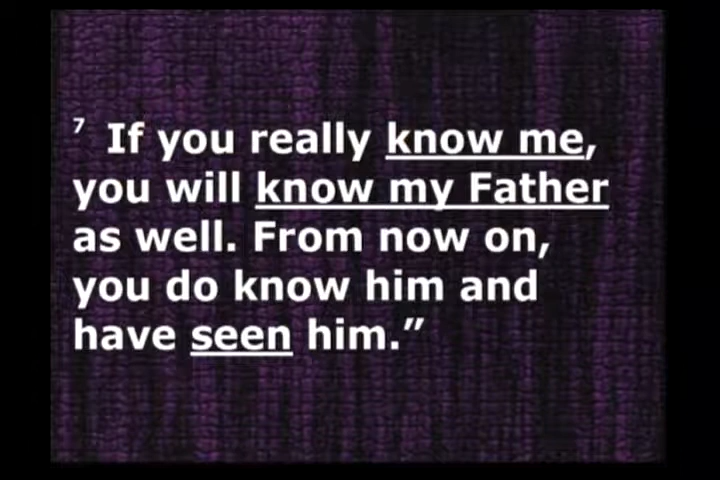 ⁷ If you really know me,
you will know my Father
as well. From now on,
you do know him and
have seen him.”